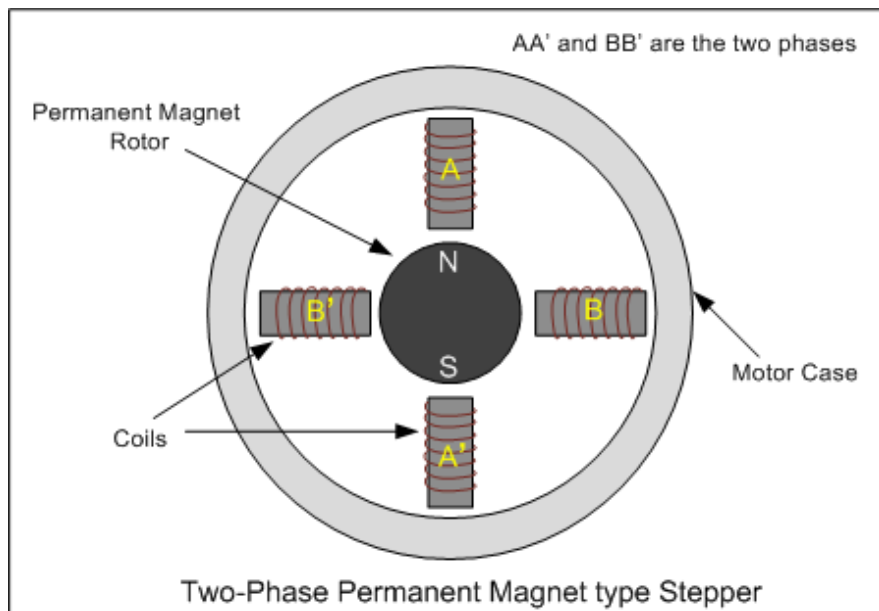 AA’ and BB’ are the two phases
Permanent Magnet
Rotor
A
N
B’
B
S
Motor Case
Coils
A’
Two-Phase Permanent Magnet type Stepper